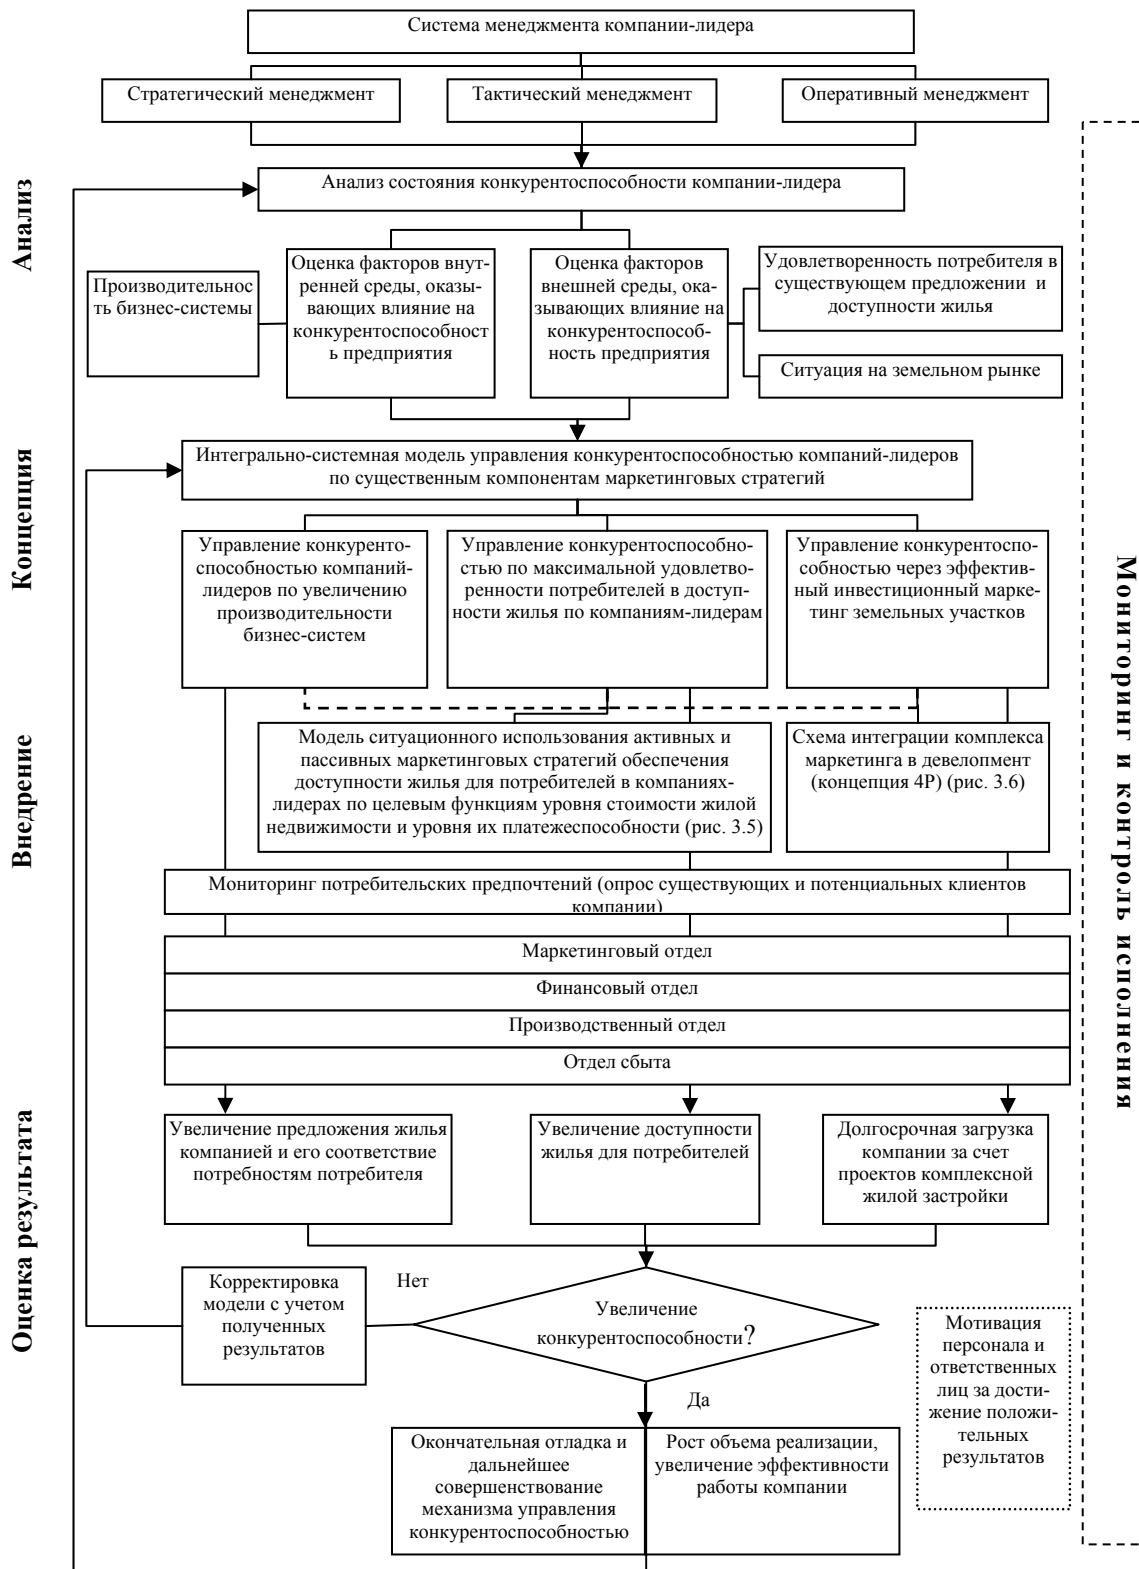 Система менеджмента компании-лидера
Стратегический менеджмент
Тактический менеджмент
Оперативный менеджмент
Анализ
Анализ состояния конкурентоспособности компании-лидера
Производительнос
ть бизнес-системы
Оценка факторов внут-
ренней среды, оказы-
вающих влияние на
конкурентоспособност
ь предприятия
Оценка факторов
внешней среды, ока-
зывающих влияние на
конкурентоспособ-
ность предприятия
Удовлетворенность потребителя в
существующем предложении и
доступности жилья
Ситуация на земельном рынке
Концепция
Интегрально-системная модель управления конкурентоспособностью компаний-лидеров
по существенным компонентам маркетинговых стратегий
Управление конкуренто-
способностью компаний-
лидеров по увеличению
производительности
бизнес-систем
Управление конкурентоспособно-
стью по максимальной удовлетво-
ренности потребителей в доступ-
ности жилья по компаниям-лидерам
Управление конкурентоспо-
собностью через эффектив-
ный инвестиционный марке-
тинг земельных участков
Внедрение
Модель ситуационного использования активных и
пассивных маркетинговых стратегий обеспечения
доступности жилья для потребителей в компаниях-
лидерах по целевым функциям уровня стоимости жилой
недвижимости и уровня их платежеспособности (рис. 3.5)
Схема интеграции комплекса
маркетинга в девелопмент
(концепция 4Р) (рис. 3.6)
Мониторинг потребительских предпочтений (опрос существующих и потенциальных клиентов
компании)
Маркетинговый отдел
Финансовый отдел
Производственный отдел
Отдел сбыта
Оценка результата
Увеличение предложения жилья
компанией и его соответствие
потребностям потребителя
Увеличение доступности
жилья для потребителей
Долгосрочная загрузка
компании за счет
проектов комплексной
жилой застройки
Корректировка
модели с учетом
полученных
результатов
Нет
Увеличение
конкурентоспособности?
Да
Окончательная отладка и
дальнейшее
совершенствование
механизма управления
конкурентоспособностью
Рост объема реализации,
увеличение эффективности
работы компании
Мотивация
персонала и
ответственных
лиц за дости-
жение положи-
тельных
результатов
Мониторинг и контроль исполнения